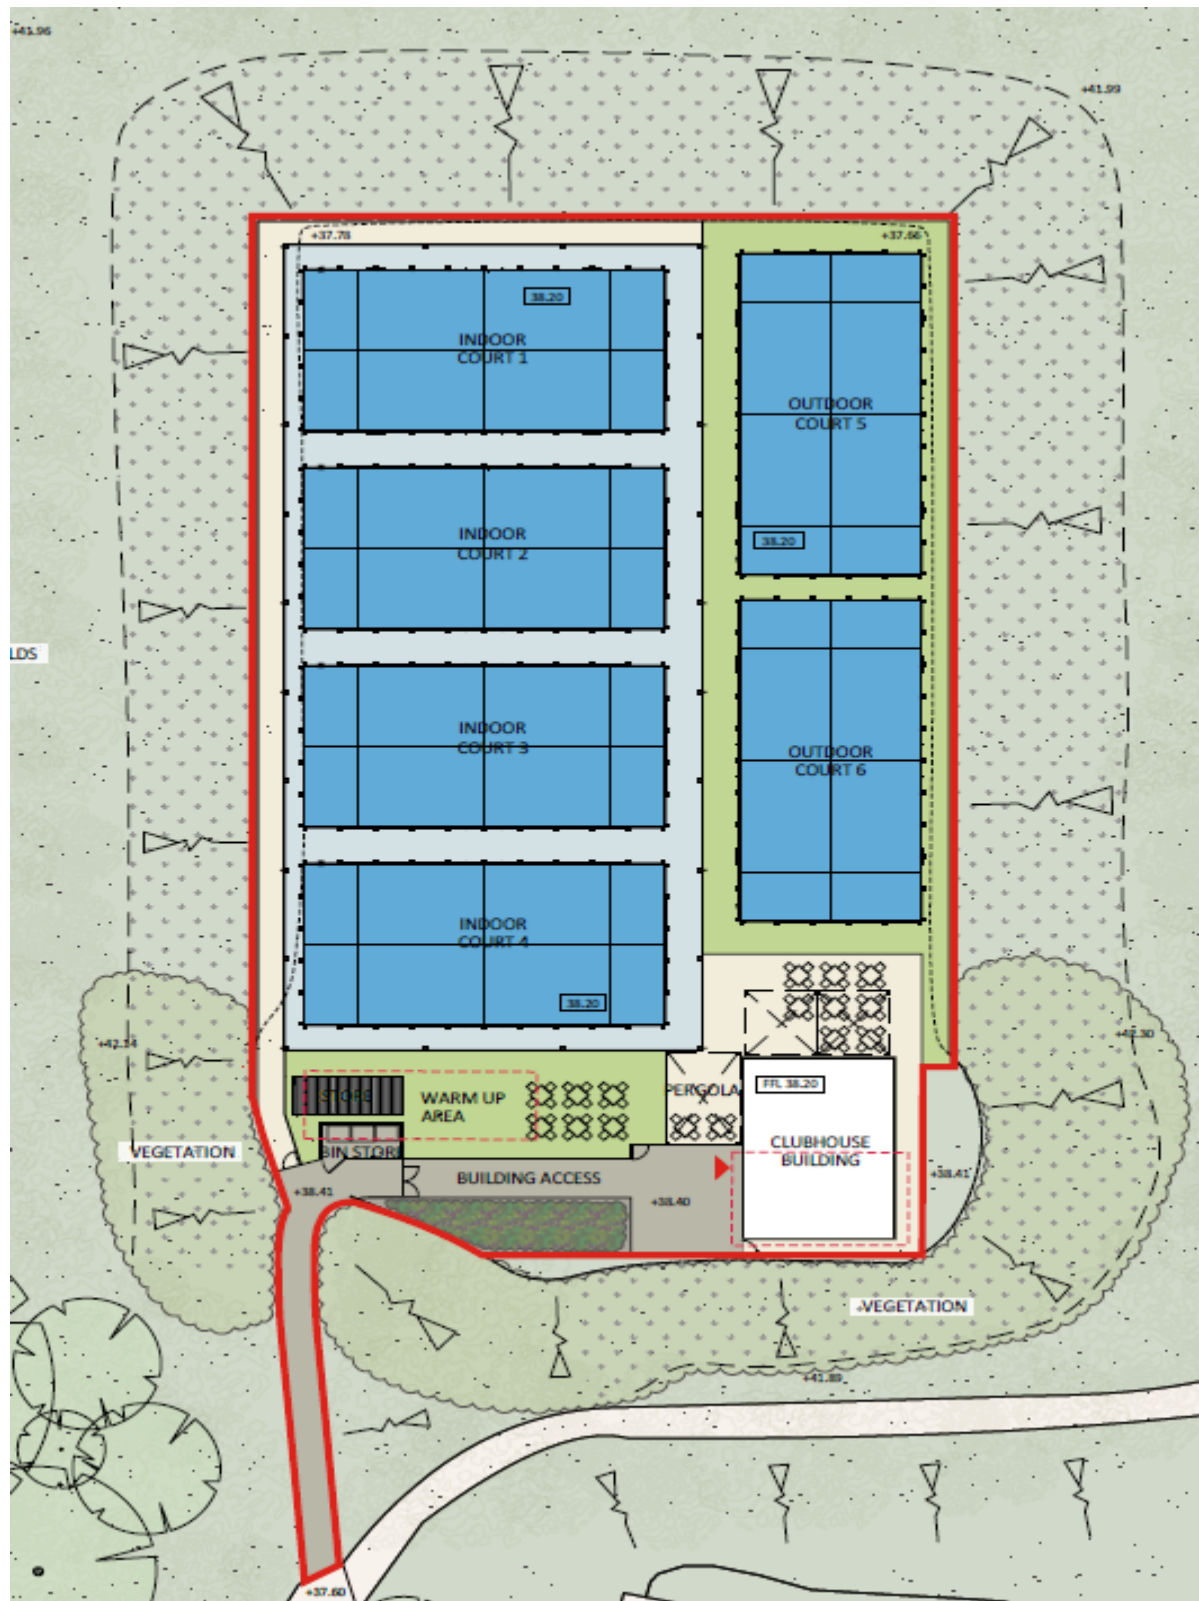 +41.96
+41.99
+37.78
+37.66
38.20
INDOOR
COURT 1
OUTDOOR
COURT 5
INDOOR
COURT 2
38.20
LDS
INDOOR
COURT 3
OUTDOOR
COURT 6
INDOOR
COURT 4
38.20
+42.14
+42.30
STORE
WARM UP
AREA
PERGOLA
FFL 38.20
VEGETATION
BIN STORE
CLUBHOUSE
BUILDING
BUILDING ACCESS
+38.41
+38.40
+38.41
VEGETATION
+41.89
+37.60